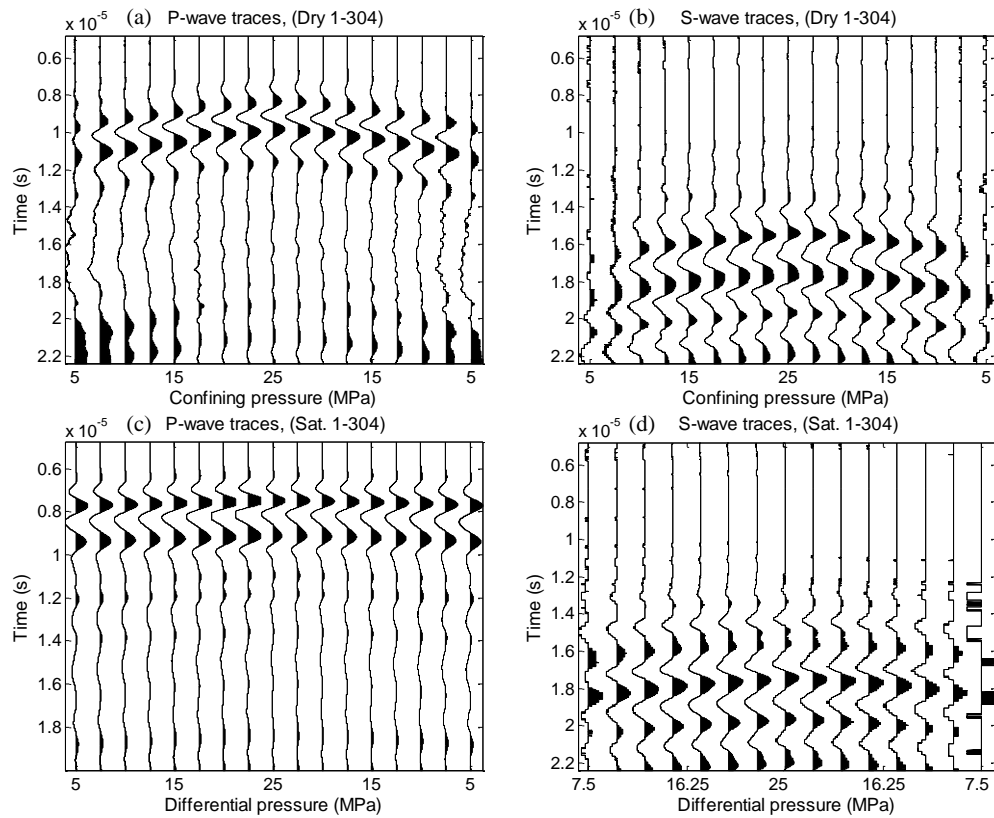 x 10⁻⁵ (a) P-wave traces, (Dry 1-304)
0.6
0.8
1.0
1.2
1.4
1.6
1.8
2
2.2
Time (s)
5 15 25 15 5
Confining pressure (MPa)
x 10⁻⁵ (b) S-wave traces, (Dry 1-304)
0.6
0.8
1
1.2
1.4
1.6
1.8
2
2.2
Time (s)
5 15 25 15 5
Confining pressure (MPa)
x 10⁻⁵ (c) P-wave traces, (Sat. 1-304)
0.6
0.8
1
1.2
1.4
1.6
1.8
Time (s)
5 15 25 15 5
Differential pressure (MPa)
x 10⁻⁵ (d) S-wave traces, (Sat. 1-304)
0.6
0.8
1
1.2
1.4
1.6
1.8
2
2.2
Time (s)
7.5 16.25 25 16.25 7.5
Differential pressure (MPa)